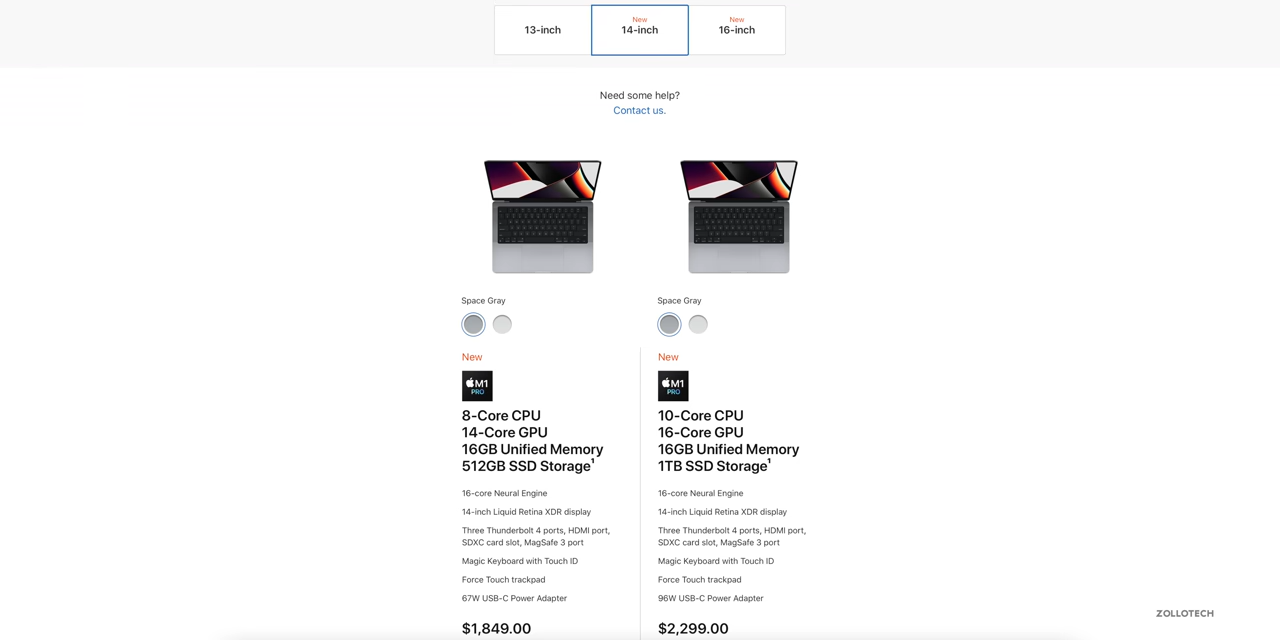 13-inch
New
14-inch
New
16-inch
Need some help?
Contact us.
Space Gray
New
M1
PRO
8-Core CPU
14-Core GPU
16GB Unified Memory
512GB SSD Storage¹
16-core Neural Engine
14-inch Liquid Retina XDR display
Three Thunderbolt 4 ports, HDMI port,
SDXC card slot, MagSafe 3 port
Magic Keyboard with Touch ID
Force Touch trackpad
67W USB-C Power Adapter
$1,849.00
Space Gray
New
M1
PRO
10-Core CPU
16-Core GPU
16GB Unified Memory
1TB SSD Storage¹
16-core Neural Engine
14-inch Liquid Retina XDR display
Three Thunderbolt 4 ports, HDMI port,
SDXC card slot, MagSafe 3 port
Magic Keyboard with Touch ID
Force Touch trackpad
96W USB-C Power Adapter
$2,299.00
ZOLLOTECH